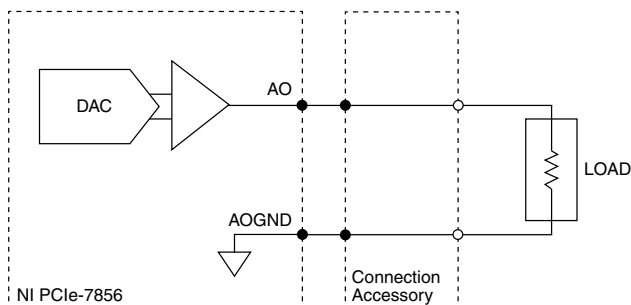 DAC
AO
LOAD
AOGND
NI PCIe-7856
Connection
Accessory